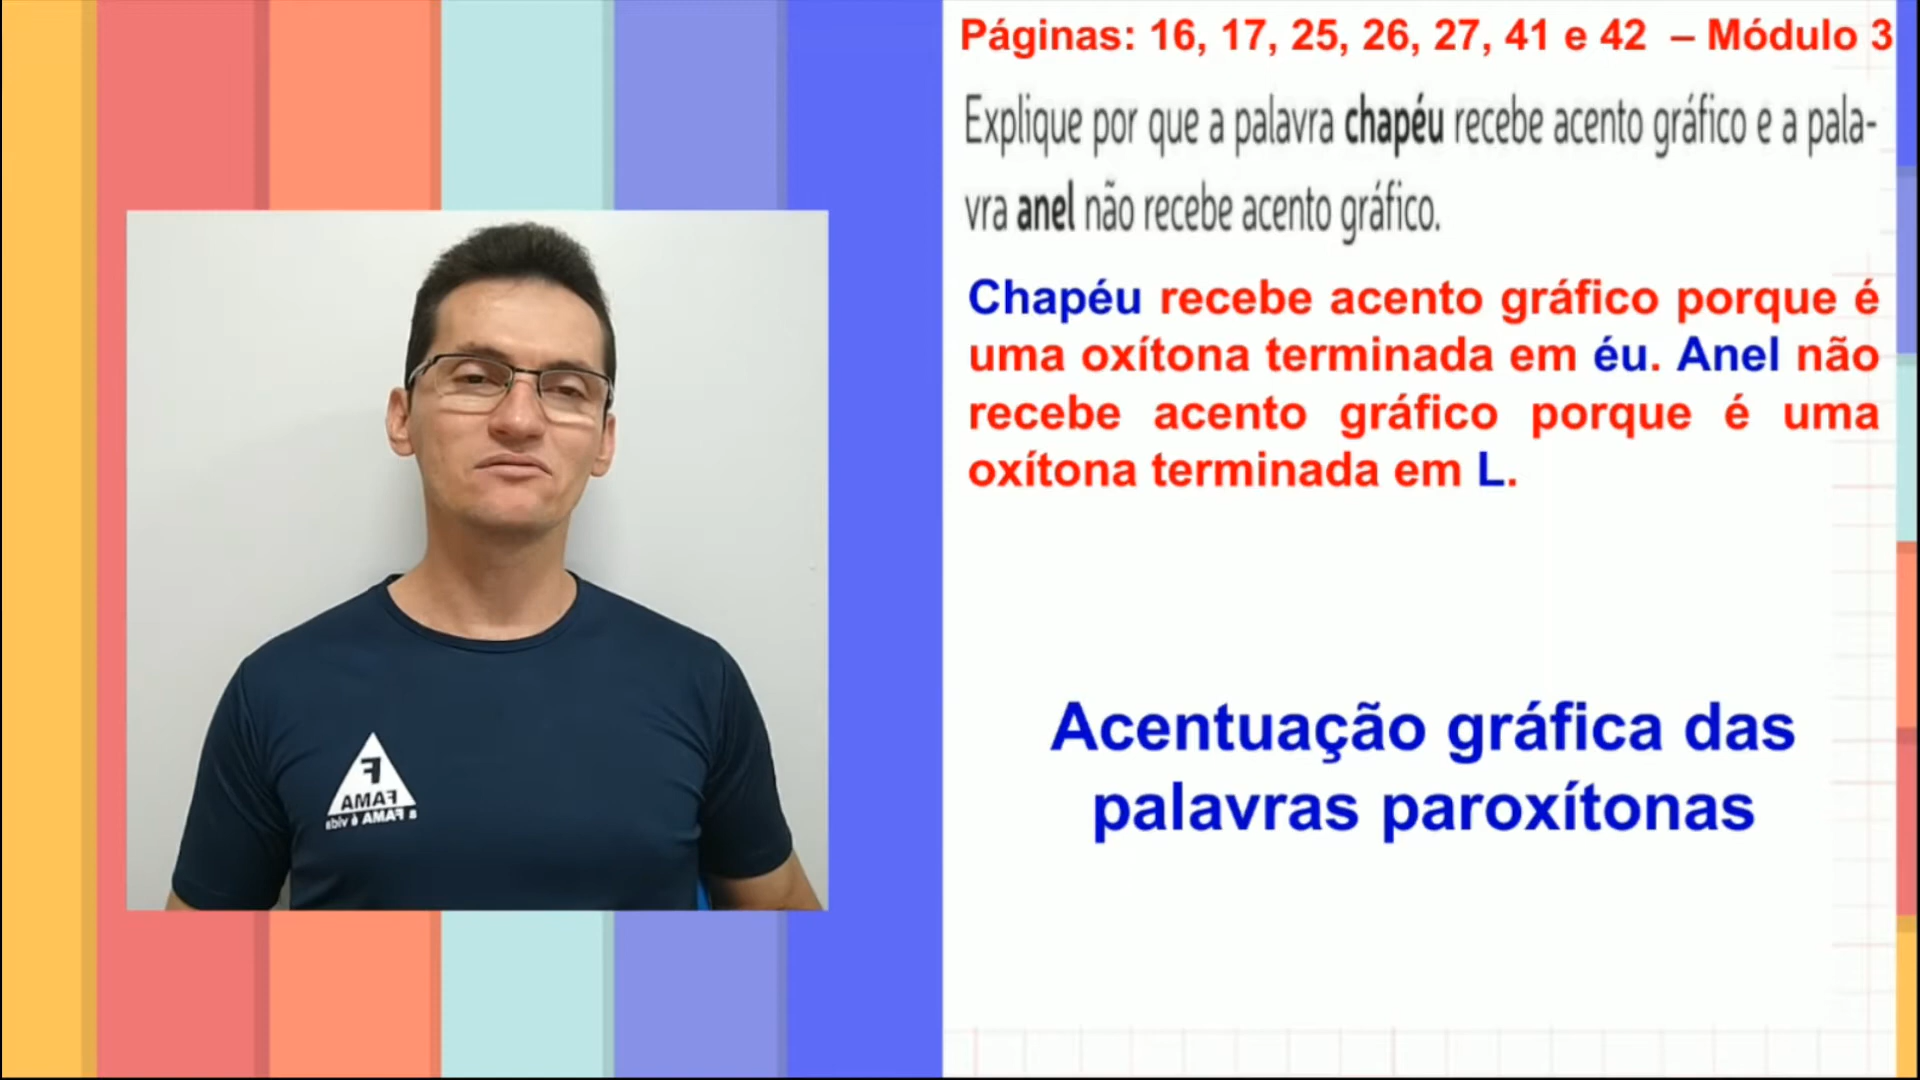 Páginas: 16, 17, 25, 26, 27, 41 e 42 – Módulo 3
Explique por que a palavra chapéu recebe acento gráfico e a pala-
vra anel não recebe acento gráfico.
Chapéu recebe acento gráfico porque é
uma oxítona terminada em éu. Anel não
recebe acento gráfico porque é uma
oxítona terminada em L.
Acentuação gráfica das
palavras paroxítonas
F
FAMA
a FAMA é vida